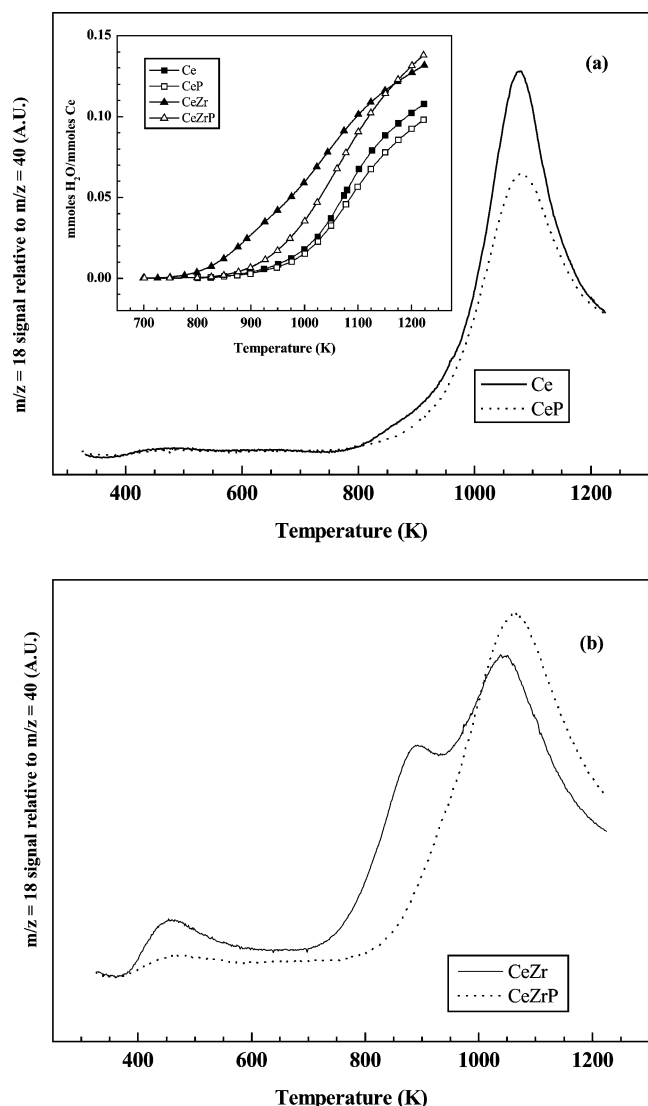 (a)
m/z = 18 signal relative to m/z = 40 (A.U.)
0.15
0.10
0.05
0.00
mmoles H₂O/mmoles Ce
Ce
CeP
CeZr
CeZrP
700 800 900 1000 1100 1200
Temperature (K)
Ce
CeP
400 600 800 1000 1200
Temperature (K)
(b)
m/z = 18 signal relative to m/z = 40 (A.U.)
CeZr
CeZrP
400 600 800 1000 1200
Temperature (K)